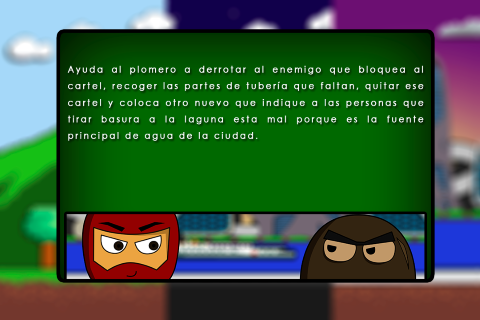 Ayuda al plomero a derrotar al enemigo que bloquea al
cartel, recoger las partes de tubería que faltan, quitar ese
cartel y coloca otro nuevo que indique a las personas que
tirar basura a la laguna esta mal porque es la fuente
principal de agua de la ciudad.